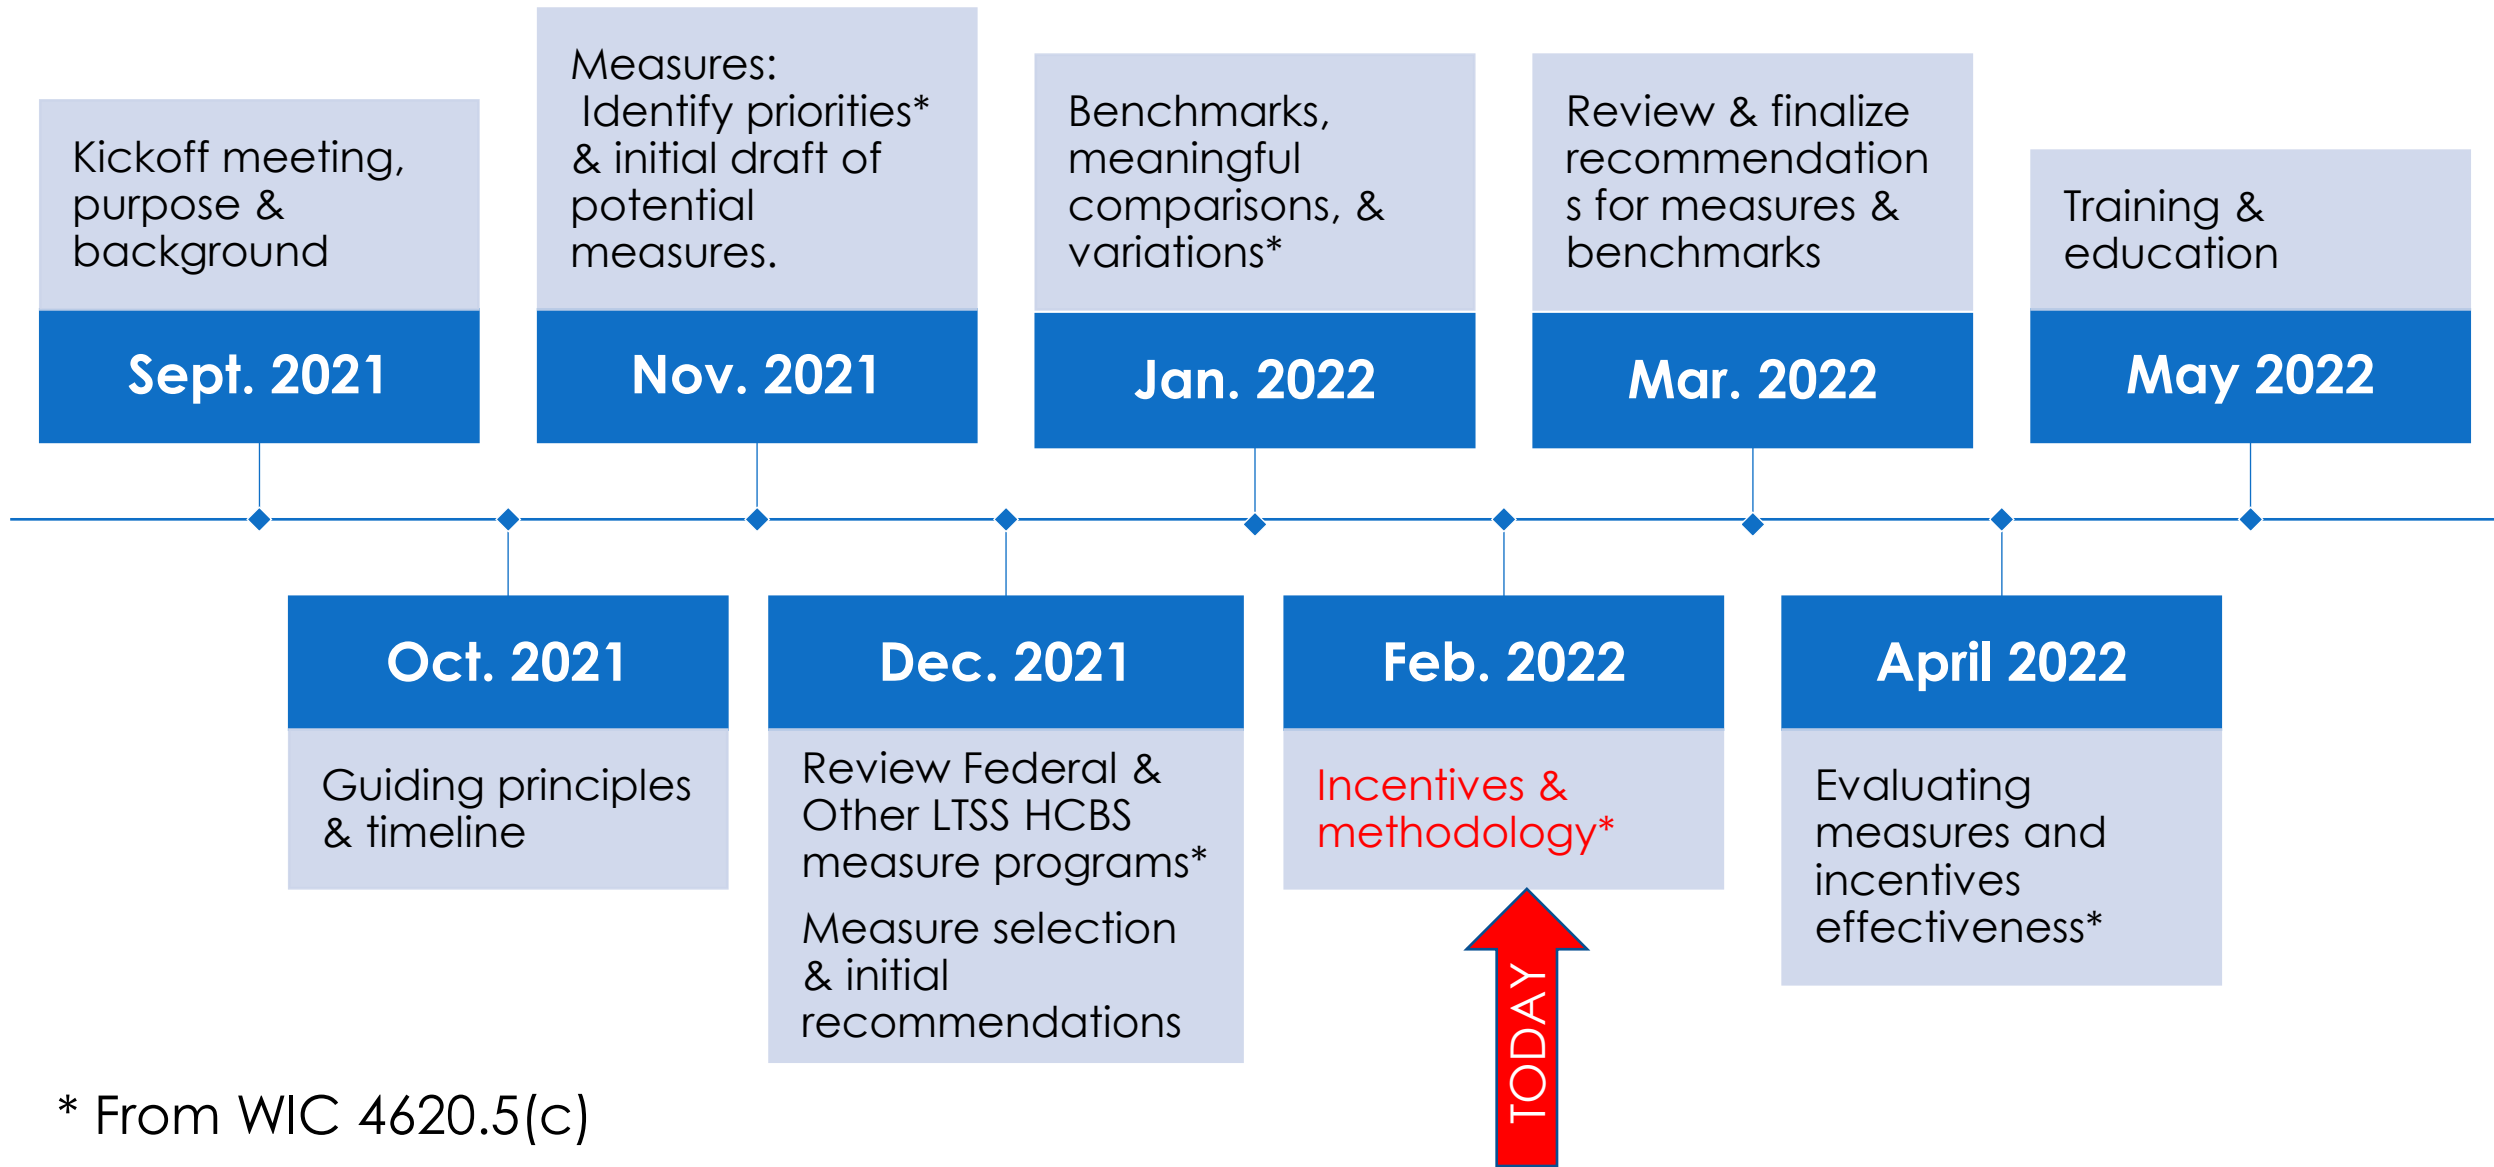 Kickoff meeting,
purpose &
background
Sept. 2021
Measures:
Identify priorities*
& initial draft of
potential
measures.
Nov. 2021
Benchmarks,
meaningful
comparisons, &
variations*
Jan. 2022
Review & finalize
recommendation
s for measures &
benchmarks
Mar. 2022
Training &
education
May 2022
Oct. 2021
Guiding principles
& timeline
Dec. 2021
Review Federal &
Other LTSS HCBS
measure programs*
Measure selection
& initial
recommendations
Feb. 2022
Incentives &
methodology*
April 2022
Evaluating
measures and
incentives
effectiveness*
TODAY
* From WIC 4620.5(c)